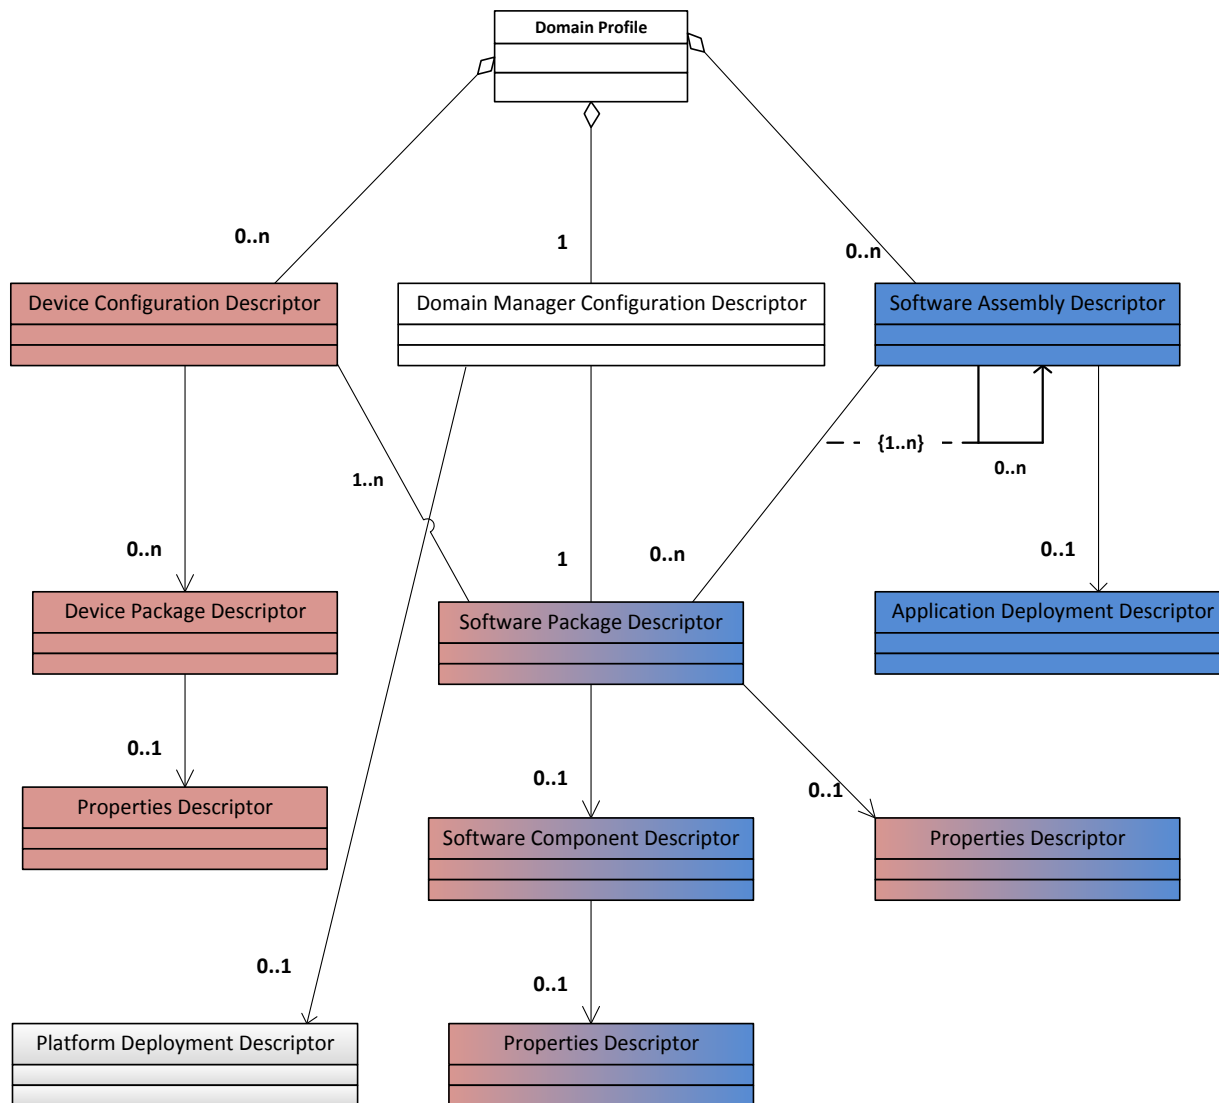 Domain Profile
0..n
1
0..n
Device Configuration Descriptor
Domain Manager Configuration Descriptor
Software Assembly Descriptor
{1..n}
0..n
1..n
0..n
1
0..n
0..1
Device Package Descriptor
Software Package Descriptor
Application Deployment Descriptor
0..1
0..1
0..1
Properties Descriptor
Software Component Descriptor
Properties Descriptor
0..1
0..1
Platform Deployment Descriptor
Properties Descriptor